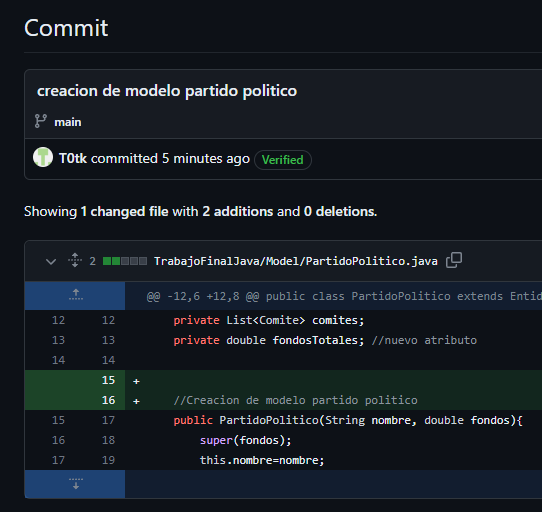 Commit
creacion de modelo partido politico
main
T0tk committed 5 minutes ago Verified
Showing 1 changed file with 2 additions and 0 deletions.
2 TrabajoFinalJava/Model/PartidoPolitico.java
@@ -12,6 +12,8 @@ public class PartidoPolitico extends Entid
12 12 private List<Comite> comites;
13 13 private double fondosTotales; //nuevo atributo
14 14
15 +
16 + //Creacion de modelo partido politico
15 17 public PartidoPolitico(String nombre, double fondos){
16 18 super(fondos);
17 19 this.nombre=nombre;